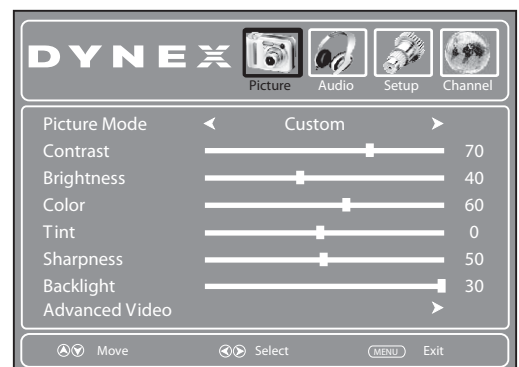 DYNEX
Picture Audio Setup Channel
Picture Mode Custom
Contrast 70
Brightness 40
Color 60
Tint 0
Sharpness 50
Backlight 30
Advanced Video
Move Select MENU Exit